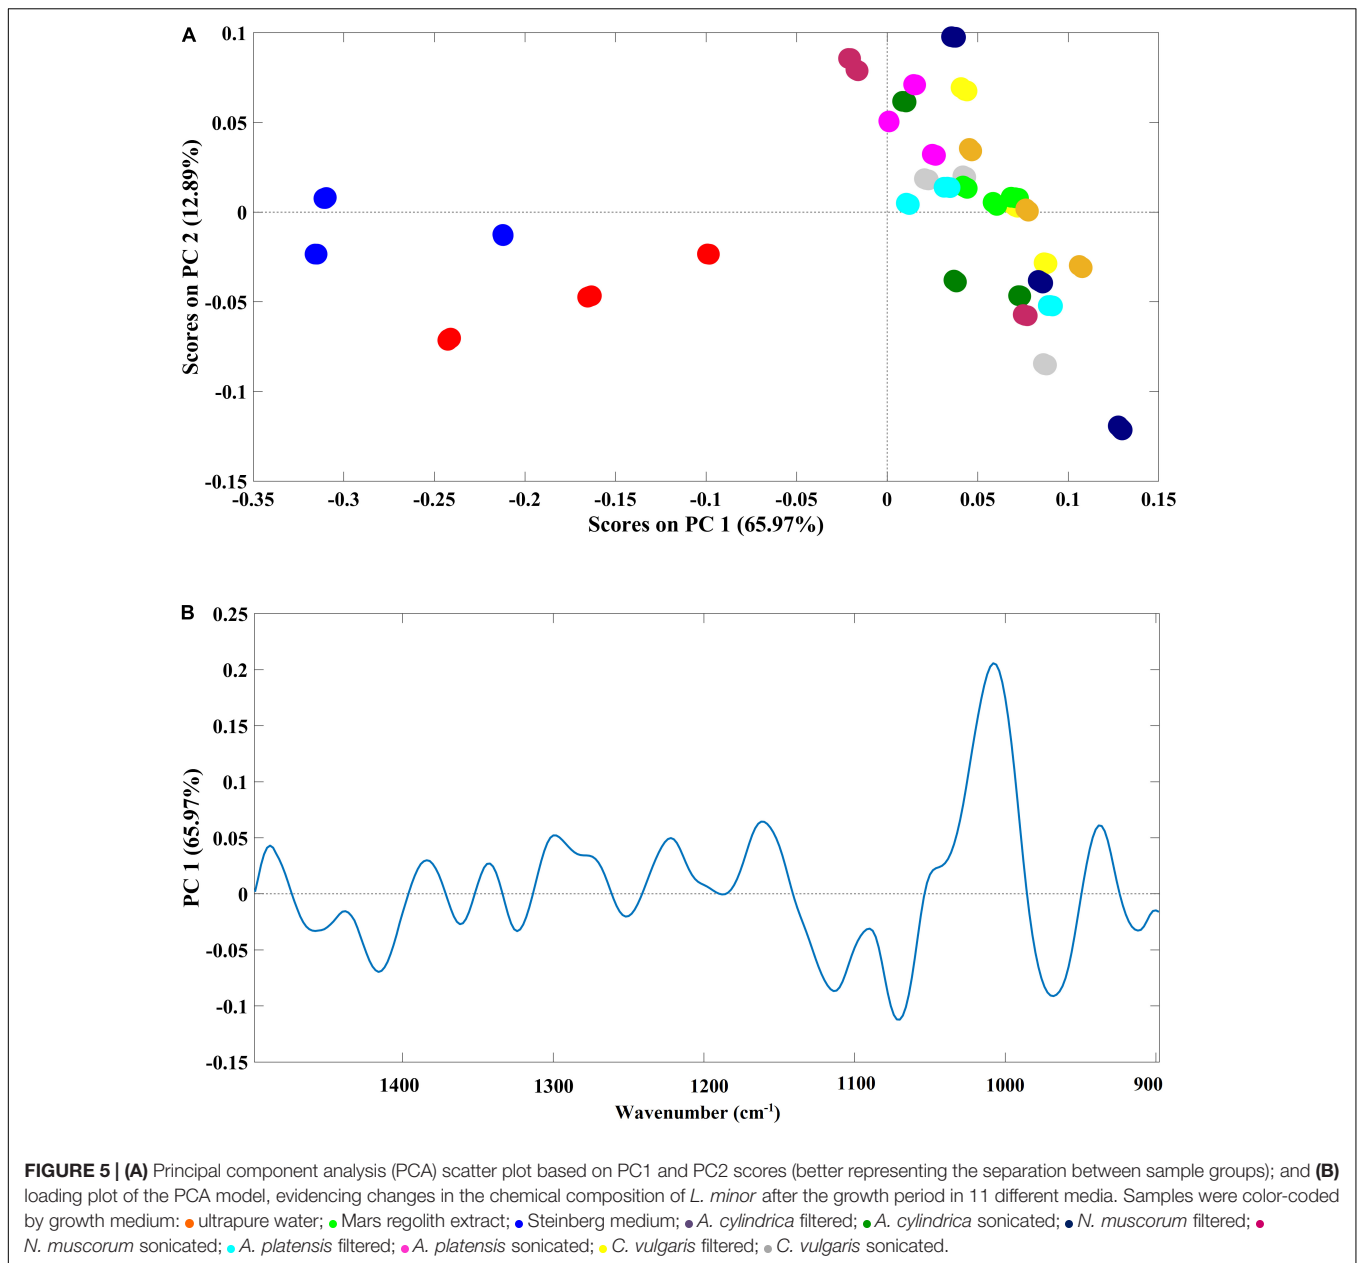 A
0.1
0.05
0
-0.05
-0.1
-0.15
Scores on PC 2 (12.89%)
-0.35 -0.3 -0.25 -0.2 -0.15 -0.1 -0.05 0 0.05 0.1 0.15
Scores on PC 1 (65.97%)
B
0.25
0.2
0.15
0.1
0.05
0
-0.05
-0.1
-0.15
PC 1 (65.97%)
1400 1300 1200 1100 1000 900
Wavenumber (cm⁻¹)
FIGURE 5 | (A) Principal component analysis (PCA) scatter plot based on PC1 and PC2 scores (better representing the separation between sample groups); and (B)
loading plot of the PCA model, evidencing changes in the chemical composition of L. minor after the growth period in 11 different media. Samples were color-coded
by growth medium: ● ultrapure water; ● Mars regolith extract; ● Steinberg medium; ● A. cylindrica filtered; ● A. cylindrica sonicated; ● N. muscorum filtered; ●
N. muscorum sonicated; ● A. platensis filtered; ● A. platensis sonicated; ● C. vulgaris filtered; ● C. vulgaris sonicated.